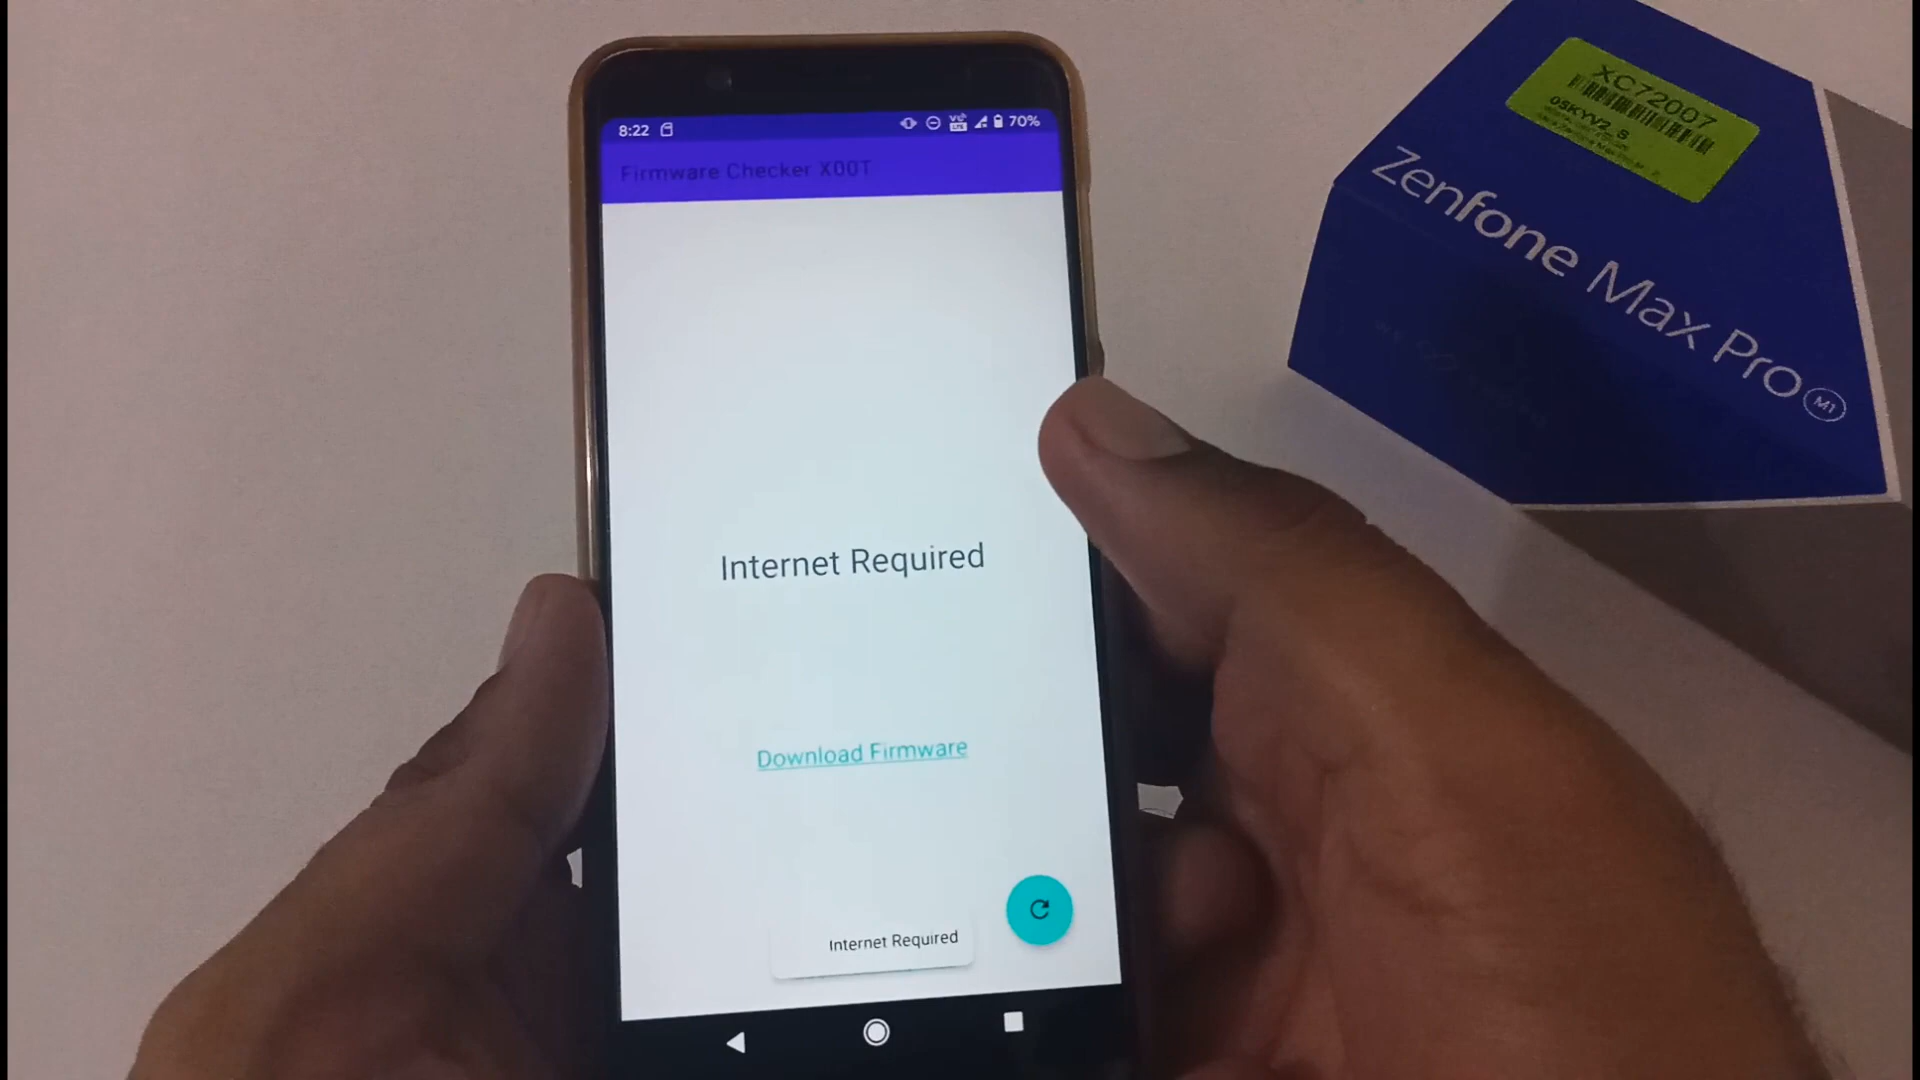 8:22
70%
Firmware Checker X00T
Internet Required
Download Firmware
Internet Required
XC72007
Zenfone Max Pro
M1